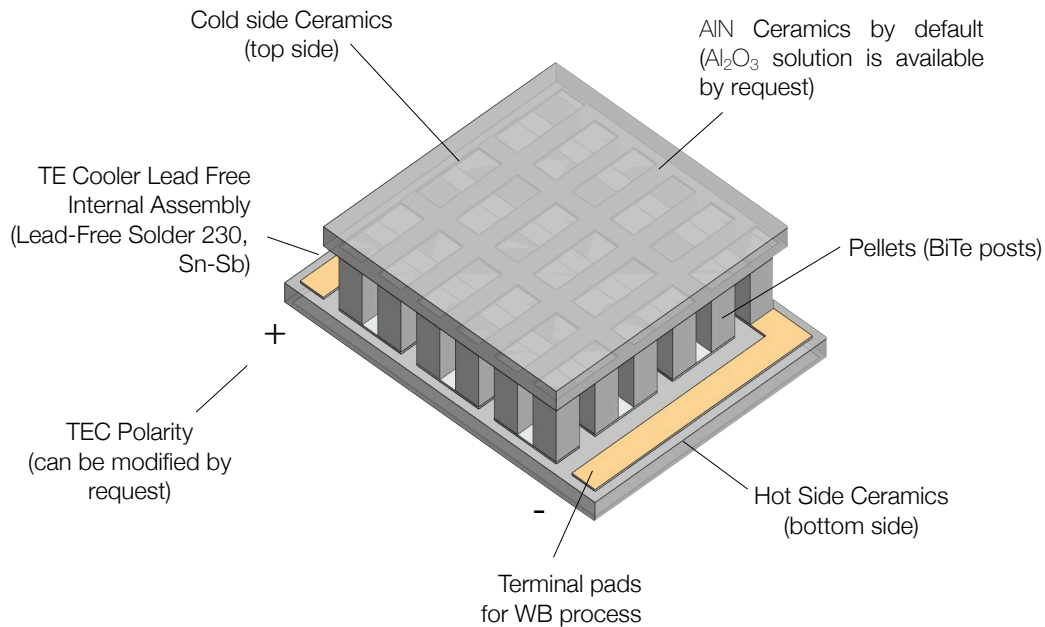 Cold side Ceramics
(top side)
AlN Ceramics by default
(Al₂O₃ solution is available
by request)
TE Cooler Lead Free
Internal Assembly
(Lead-Free Solder 230,
Sn-Sb)
Pellets (BiTe posts)
+
TEC Polarity
(can be modified by
request)
-
Hot Side Ceramics
(bottom side)
Terminal pads
for WB process